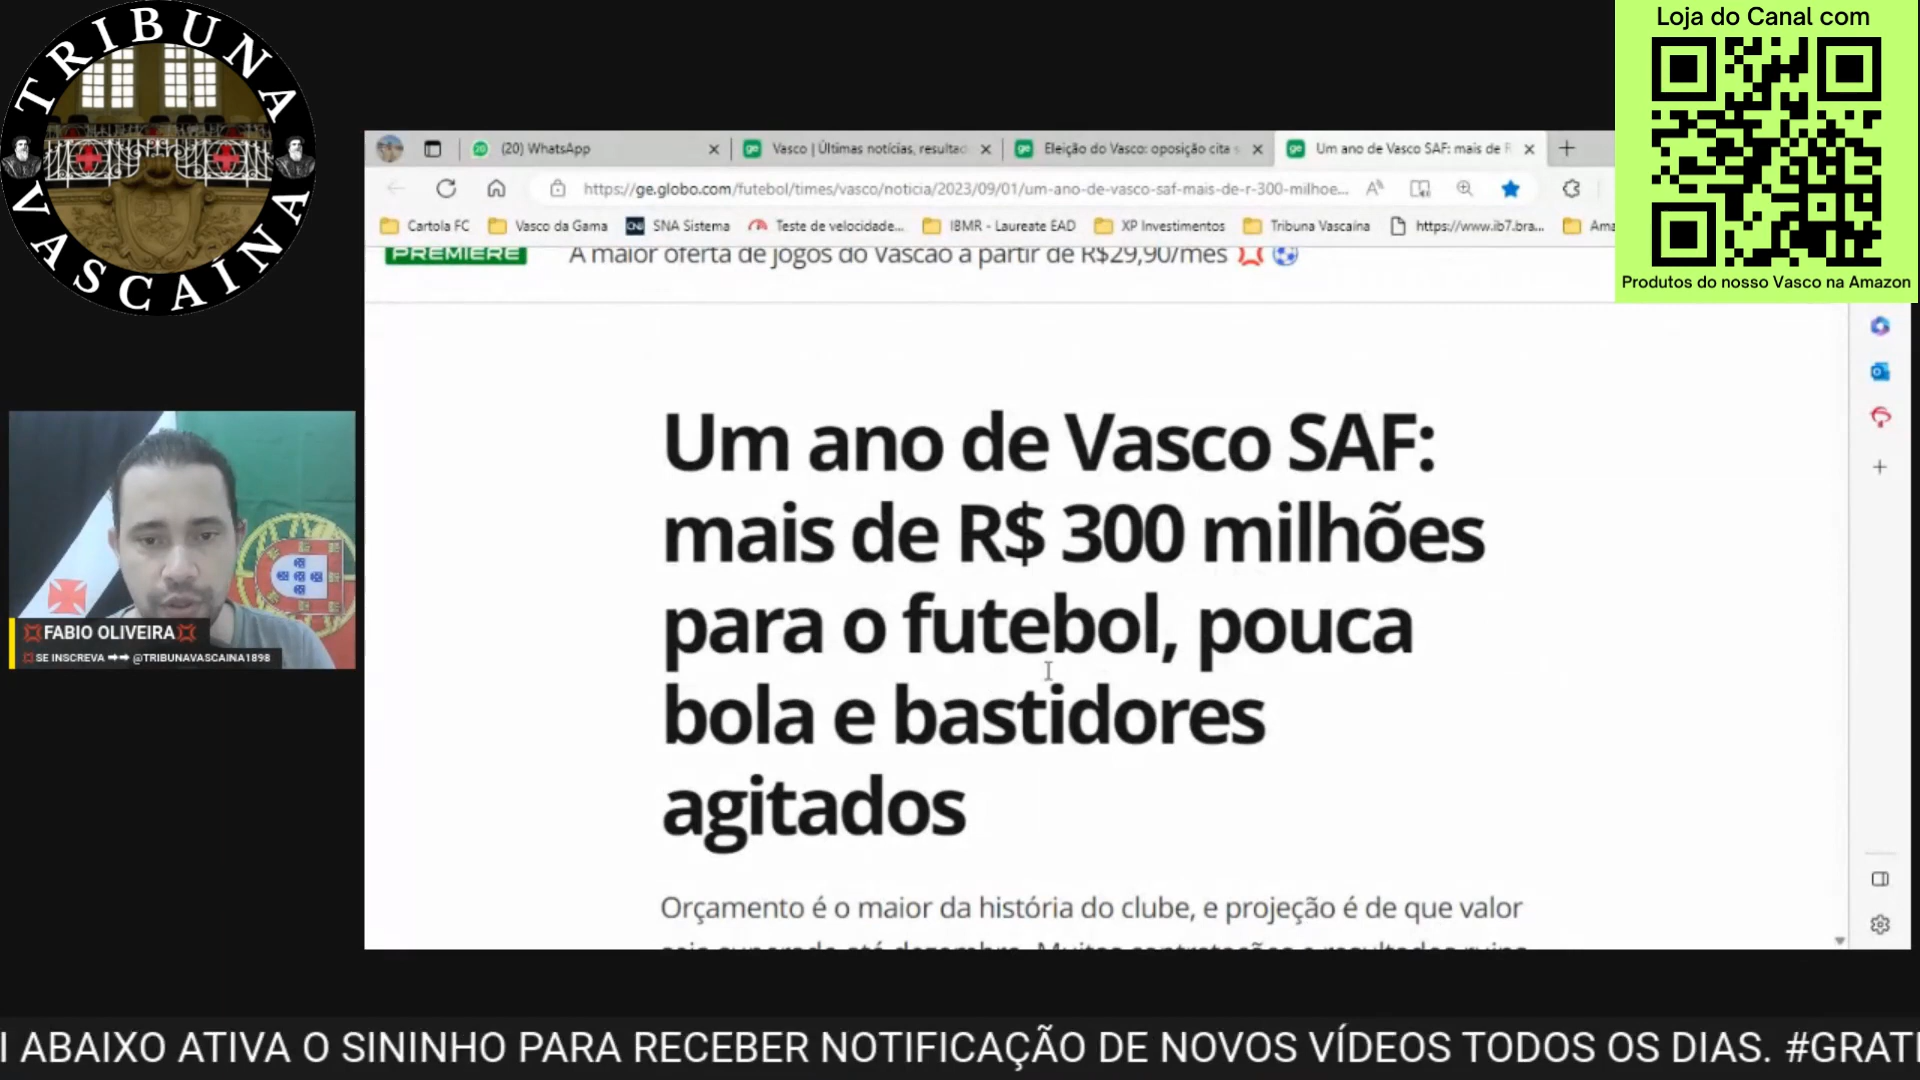 TRIBUNA
VASCAÍNA
Loja do Canal com
Produtos do nosso Vasco na Amazon
(20) WhatsApp
Vasco | Últimas notícias, resultad
Eleição do Vasco: oposição cita s
Um ano de Vasco SAF: mais de R
https://ge.globo.com/futebol/times/vasco/noticia/2023/09/01/um-ano-de-vasco-saf-mais-de-r-300-milhoe...
Cartola FC
Vasco da Gama
SNA Sistema
Teste de velocidade...
IBMR - Laureate EAD
XP Investimentos
Tribuna Vascaína
https://www.ib7.bra...
Ama
PREMIERE
A maior oferta de jogos do Vascão a partir de R$29,90/mês
Um ano de Vasco SAF:
mais de R$ 300 milhões
para o futebol, pouca
bola e bastidores
agitados
Orçamento é o maior da história do clube, e projeção é de que valor
FABIO OLIVEIRA
SE INSCREVA @TRIBUNAVASCAINA1898
I ABAIXO ATIVA O SININHO PARA RECEBER NOTIFICAÇÃO DE NOVOS VÍDEOS TODOS OS DIAS. #GRATI